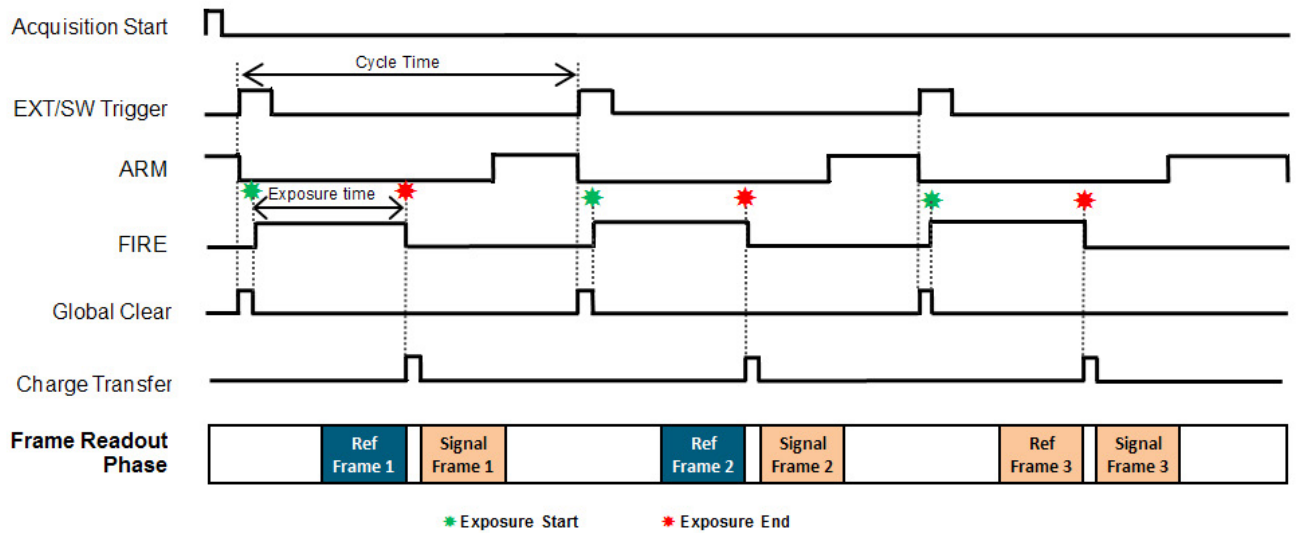 Acquisition Start
Cycle Time
EXT/SW Trigger
ARM
Exposure time
FIRE
Global Clear
Charge Transfer
Frame Readout
Phase
Ref
Frame 1
Signal
Frame 1
Ref
Frame 2
Signal
Frame 2
Ref
Frame 3
Signal
Frame 3
Exposure Start
Exposure End